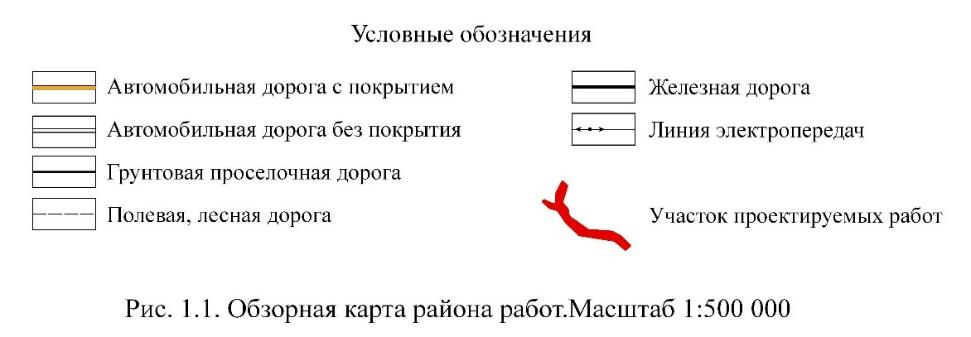 Условные обозначения
Автомобильная дорога с покрытием
Автомобильная дорога без покрытия
Грунтовая проселочная дорога
Полевая, лесная дорога
Железная дорога
Линия электропередач
Участок проектируемых работ
Рис. 1.1. Обзорная карта района работ.Масштаб 1:500 000